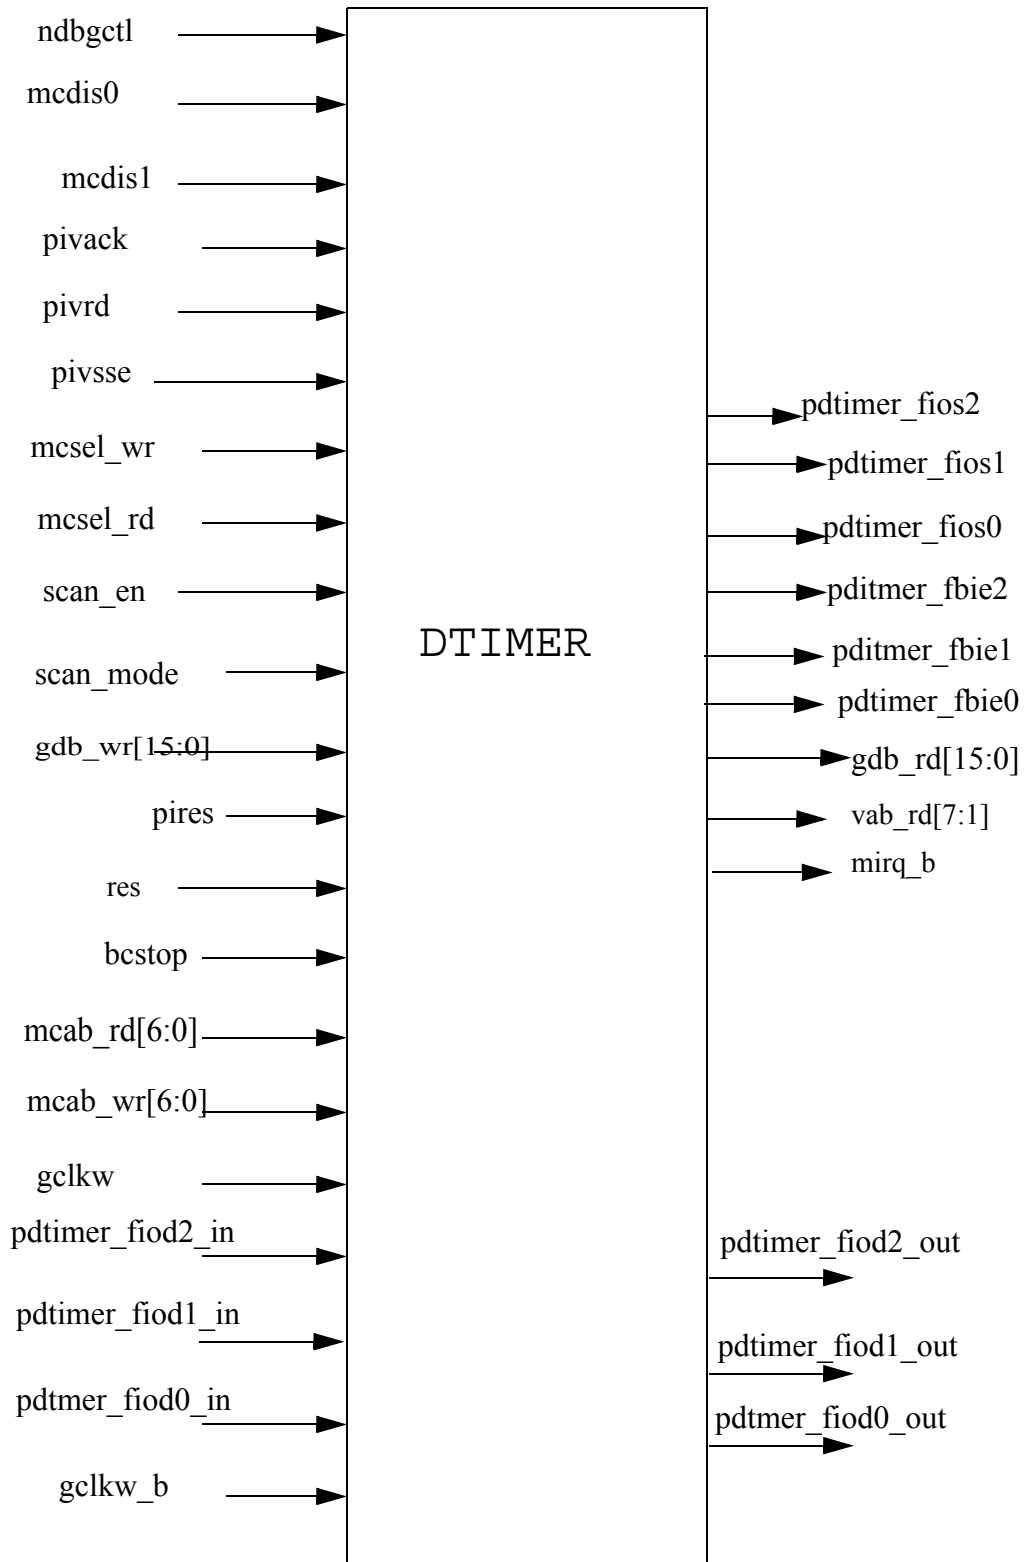 ndbgctl
mcdis0
mcdis1
pivack
pivrd
pivsse
mcsel_wr
mcsel_rd
scan_en
scan_mode
gdb_wr[15:0]
pires
res
bcstop
mcab_rd[6:0]
mcab_wr[6:0]
gclkw
pdtimer_fiod2_in
pdtimer_fiod1_in
pdtmer_fiod0_in
gclkw_b
DTIMER
pdtimer_fios2
pdtimer_fios1
pdtimer_fios0
pditmer_fbie2
pditmer_fbie1
pdtimer_fbie0
gdb_rd[15:0]
vab_rd[7:1]
mirq_b
pdtimer_fiod2_out
pdtimer_fiod1_out
pdtmer_fiod0_out